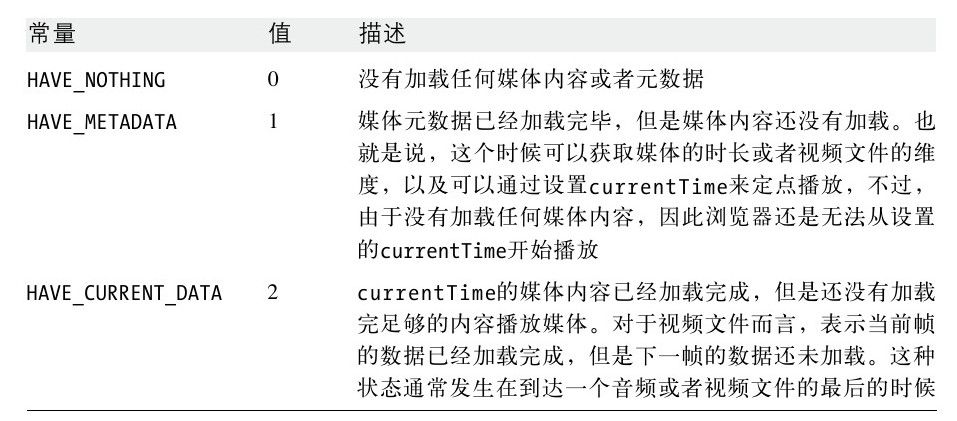 常量 值 描述
HAVE_NOTHING 0 没有加载任何媒体内容或者元数据
HAVE_METADATA 1 媒体元数据已经加载完毕，但是媒体内容还没有加载。也
就是说，这个时候可以获取媒体的时长或者视频文件的维
度，以及可以通过设置currentTime来定点播放，不过，
由于没有加载任何媒体内容，因此浏览器还是无法从设置
的currentTime开始播放
HAVE_CURRENT_DATA 2 currentTime的媒体内容已经加载完成，但是还没有加载
完足够的内容播放媒体。对于视频文件而言，表示当前帧
的数据已经加载完成，但是下一帧的数据还未加载。这种
状态通常发生在到达一个音频或者视频文件的最后的时候